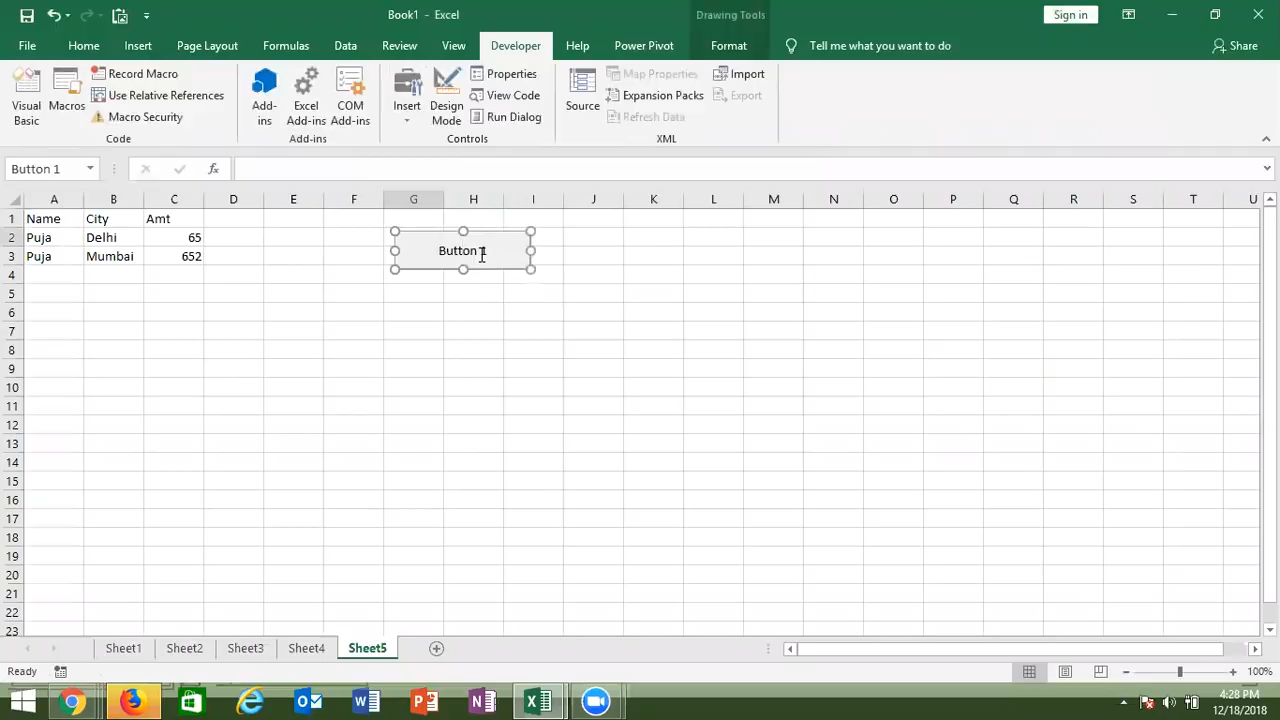 Book1 - Excel
Drawing Tools
Sign in
File Home Insert Page Layout Formulas Data Review View Developer Help Power Pivot Format Tell me what you want to do Share
Visual Basic
Macros
Record Macro
Use Relative References
Macro Security
Code
Add-ins
Excel Add-ins
COM Add-ins
Add-ins
Insert
Design Mode
Properties
View Code
Run Dialog
Controls
Source
Map Properties
Expansion Packs
Refresh Data
Import
Export
XML
Button 1
fx
A B C D E F G H I J K L M N O P Q R S T U
1 Name City Amt
2 Puja Delhi 65
3 Puja Mumbai 652
Button 1
4
5
6
7
8
9
10
11
12
13
14
15
16
17
18
19
20
21
22
23
Sheet1 Sheet2 Sheet3 Sheet4 Sheet5
Ready
100%
4:28 PM
12/18/2018